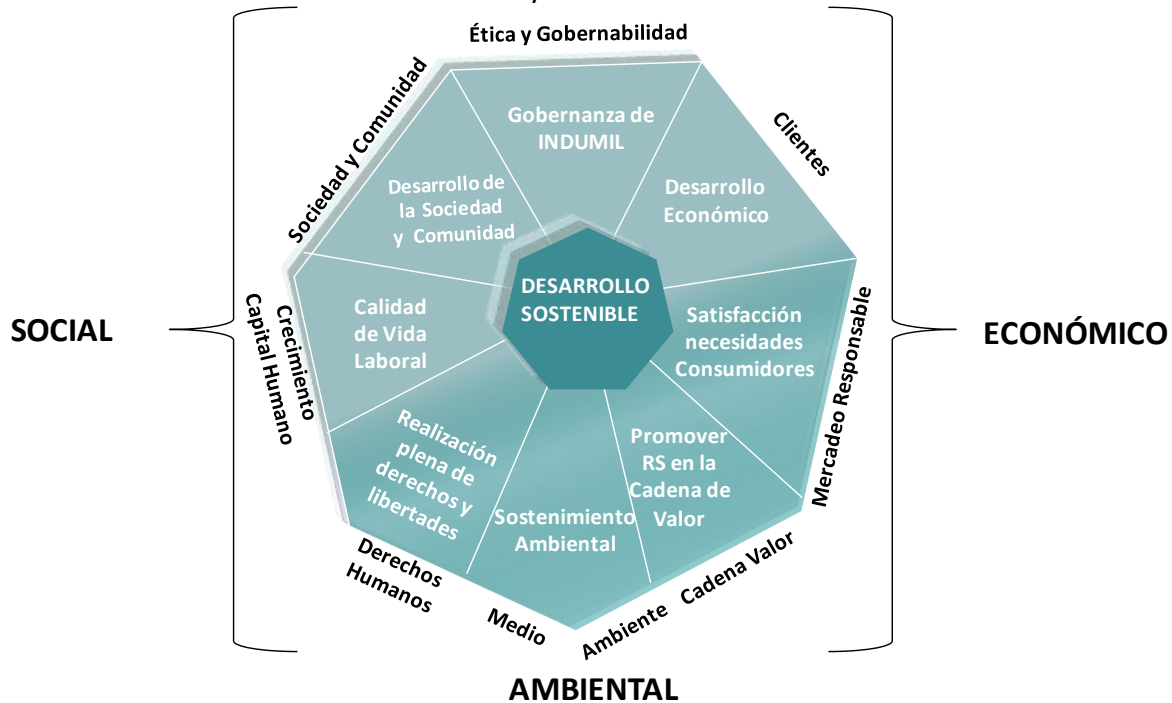 Ética y Gobernabilidad
Sociedad y Comunidad
Clientes
Gobernanza de
INDUMIL
Desarrollo de
la Sociedad
y Comunidad
Desarrollo
Económico
DESARROLLO
SOSTENIBLE
SOCIAL
Crecimiento
Capital Humano
Calidad
de Vida
Laboral
Satisfacción
necesidades
Consumidores
Mercadeo Responsable
ECONÓMICO
Realización
plena de
derechos y
libertades
Sostenimiento
Ambiental
Promover
RS en la
Cadena de
Valor
Derechos
Humanos
Medio
Ambiente
Cadena Valor
AMBIENTAL